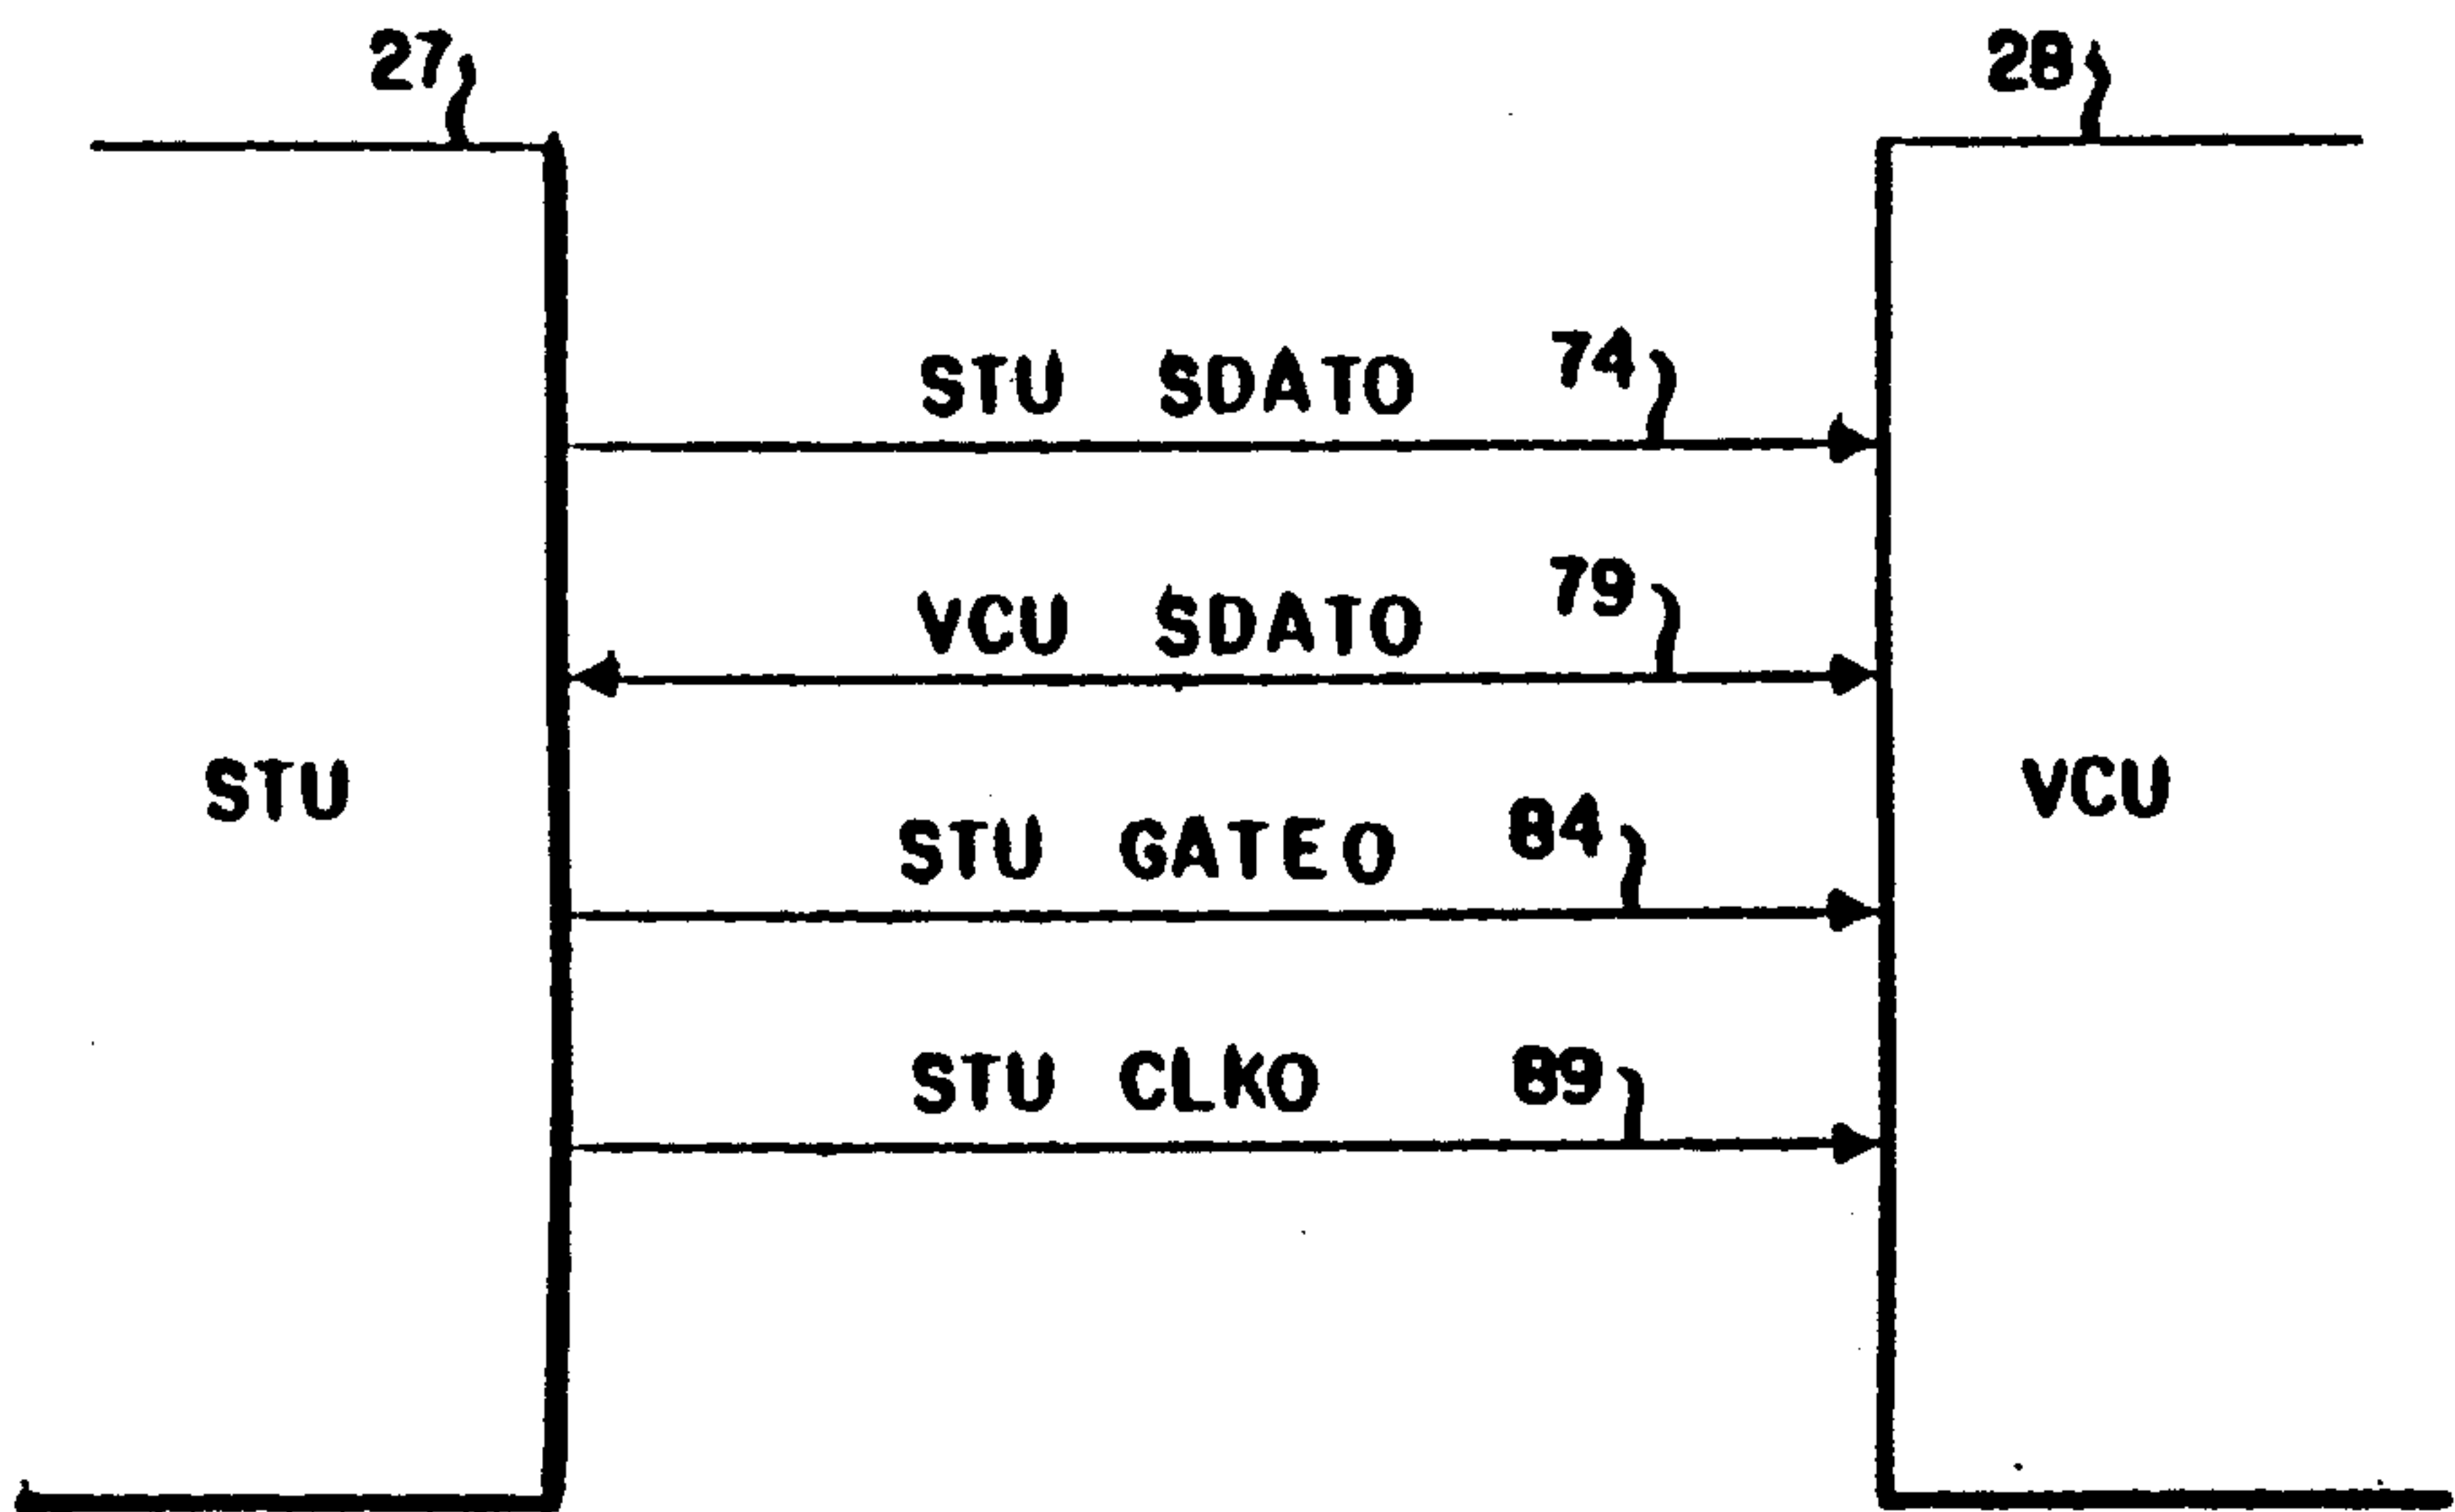 27
28
STU SDATO 74
VCU SDATO 79
STU VCU
STU GATEO 84
STU CLKO 89